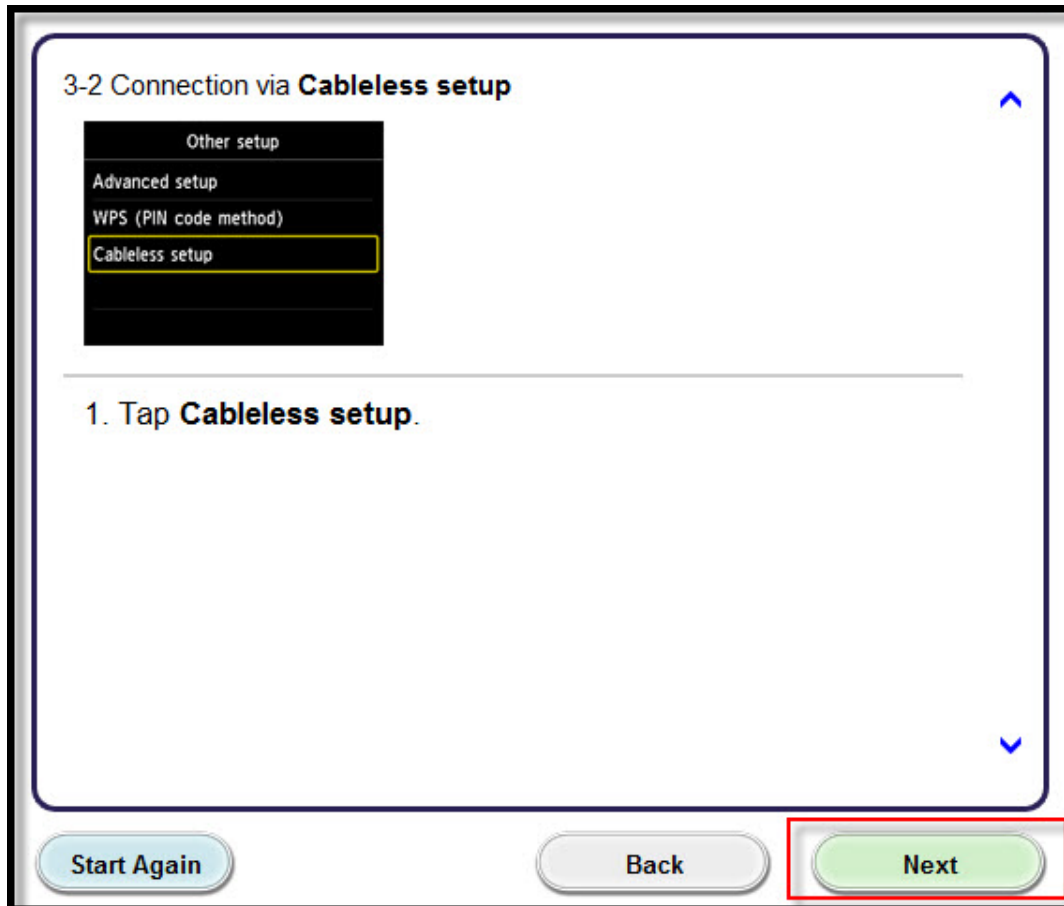 3-2 Connection via Cableless setup
Other setup
Advanced setup
WPS (PIN code method)
Cableless setup
1. Tap Cableless setup.
Start Again
Back
Next